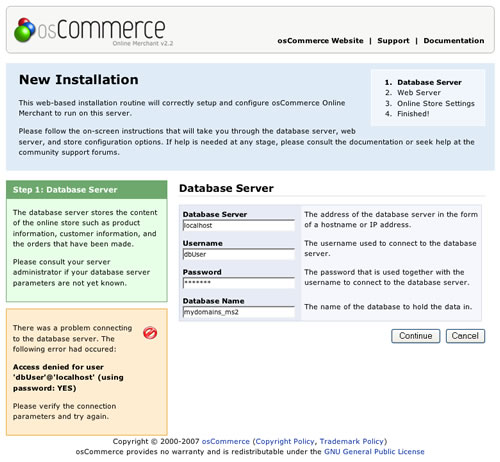 osCommerce
Online Merchant v2.2
osCommerce Website | Support | Documentation
New Installation
This web-based installation routine will correctly setup and configure osCommerce Online
Merchant to run on this server.
Please follow the on-screen instructions that will take you through the database server, web
server, and store configuration options. If help is needed at any stage, please consult the documentation or seek help at the
community support forums.
1. Database Server
2. Web Server
3. Online Store Settings
4. Finished!
Step 1: Database Server
The database server stores the content
of the online store such as product
information, customer information, and
the orders that have been made.
Please consult your server
administrator if your database server
parameters are not yet known.
There was a problem connecting
to the database server. The
following error had occured:
Access denied for user
'dbUser'@'localhost' (using
password: YES)
Please verify the connection
parameters and try again.
Database Server
Database Server
localhost
The address of the database server in the form
of a hostname or IP address.
Username
dbUser
The username used to connect to the database
server.
Password
*******
The password that is used together with the
username to connect to the database server.
Database Name
mydomains_ms2
The name of the database to hold the data in.
Continue
Cancel
Copyright © 2000-2007 osCommerce (Copyright Policy, Trademark Policy)
osCommerce provides no warranty and is redistributable under the GNU General Public License